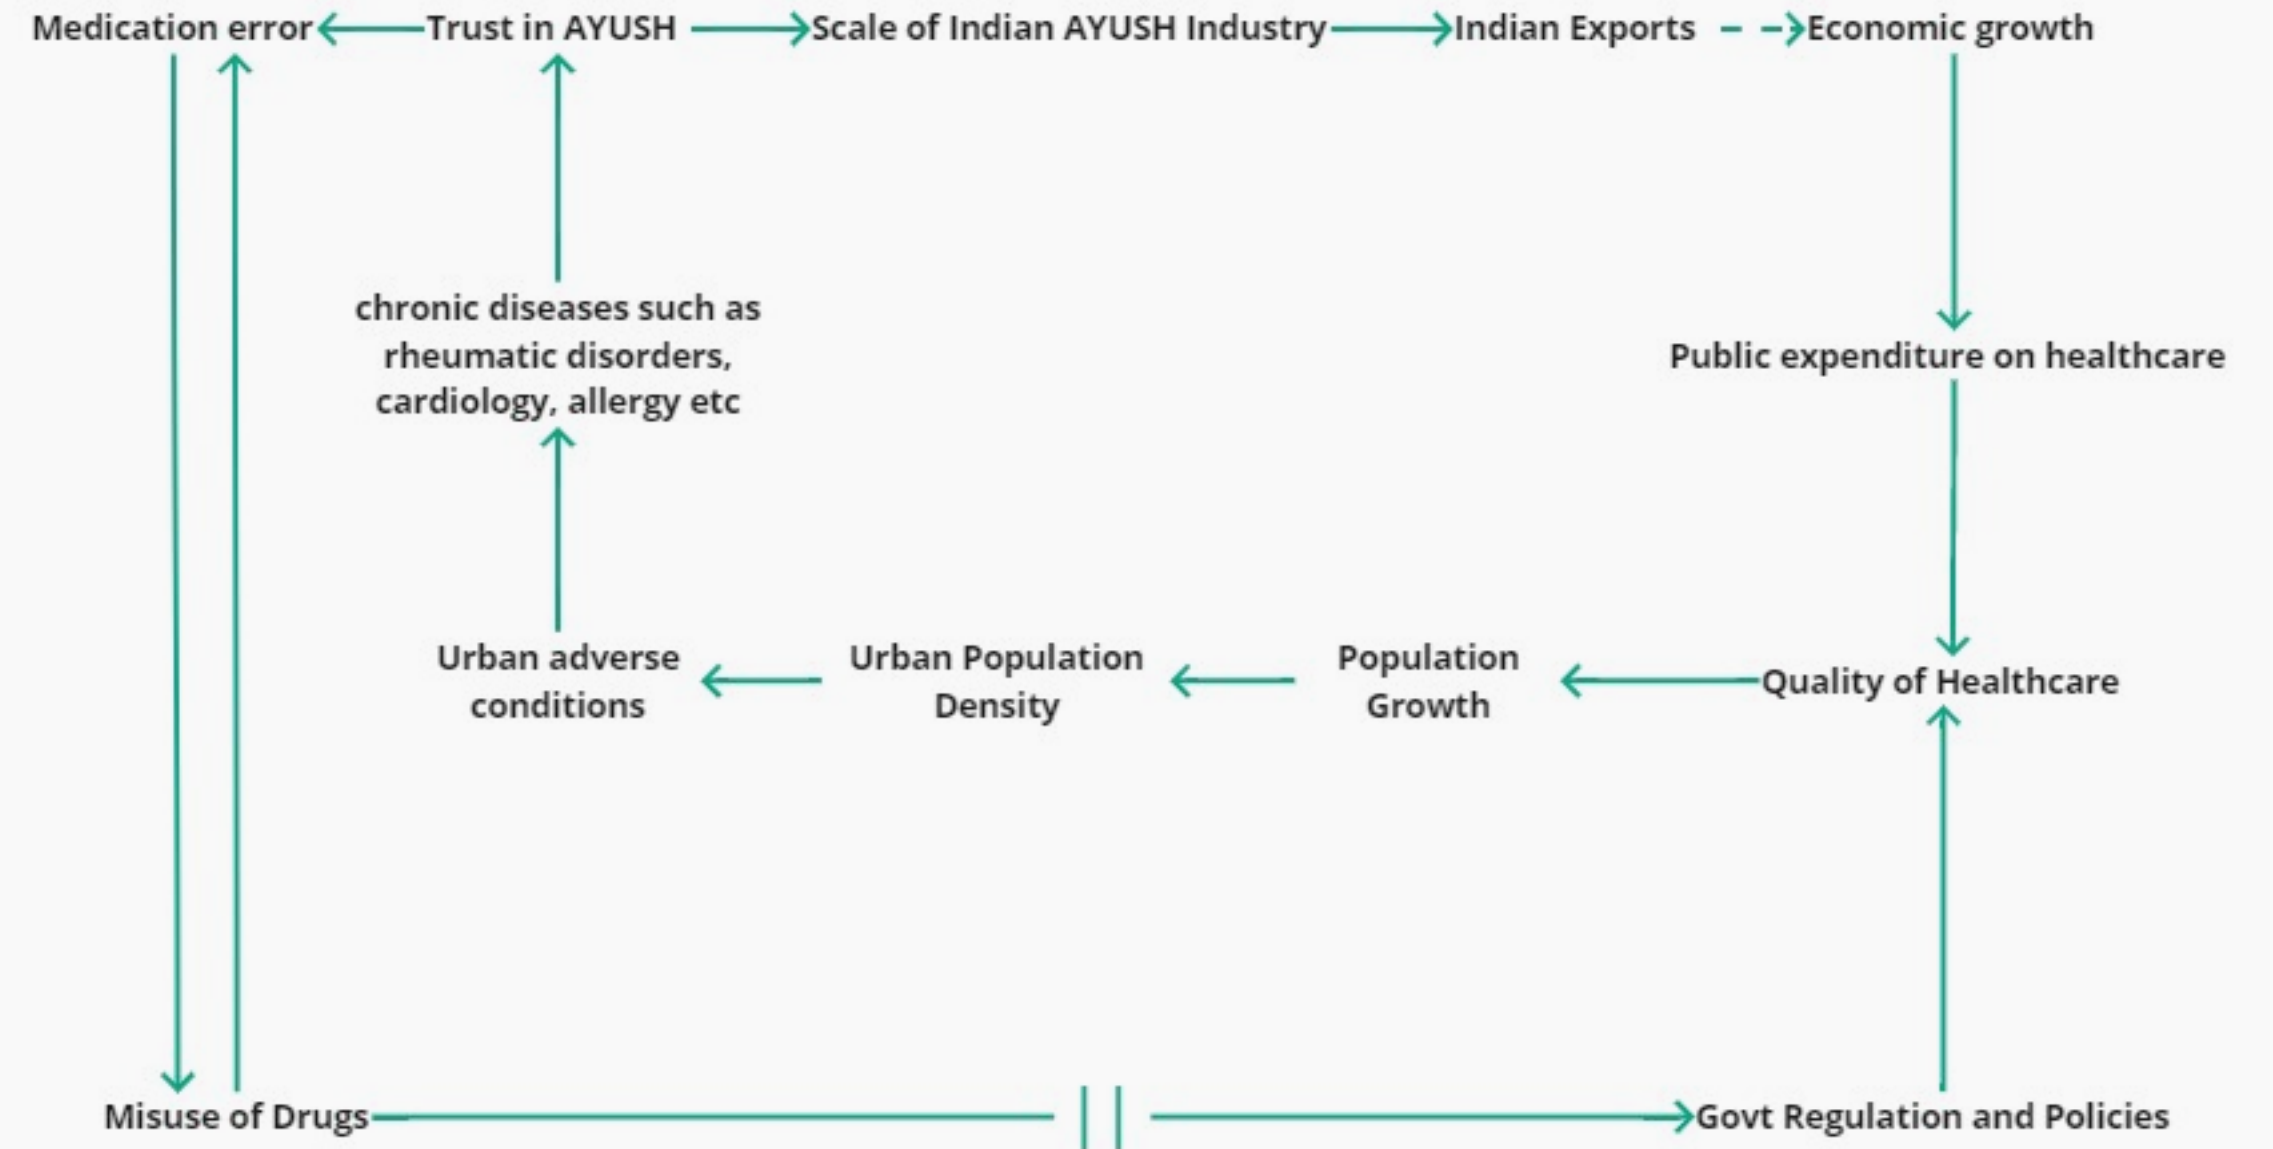 Medication error
Trust in AYUSH
Scale of Indian AYUSH Industry
Indian Exports
Economic growth
chronic diseases such as
rheumatic disorders,
cardiology, allergy etc
Public expenditure on healthcare
Urban adverse
conditions
Urban Population
Density
Population
Growth
Quality of Healthcare
Misuse of Drugs
Govt Regulation and Policies